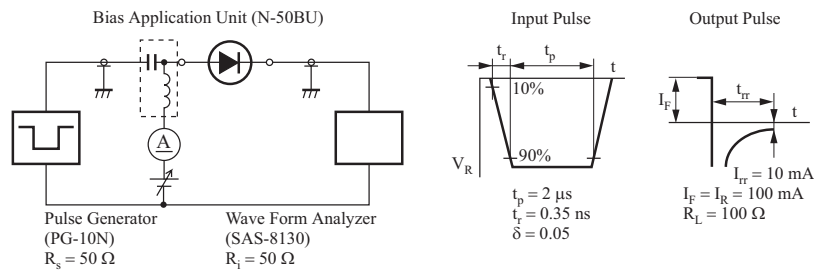 Bias Application Unit (N-50BU)
A
Pulse Generator
(PG-10N)
R_s = 50 Ω
Wave Form Analyzer
(SAS-8130)
R_i = 50 Ω
Input Pulse
t_r t_p
t
10%
90%
V_R
t_p = 2 μs
t_r = 0.35 ns
δ = 0.05
Output Pulse
I_F
t_rr
t
I_rr = 10 mA
I_F = I_R = 100 mA
R_L = 100 Ω